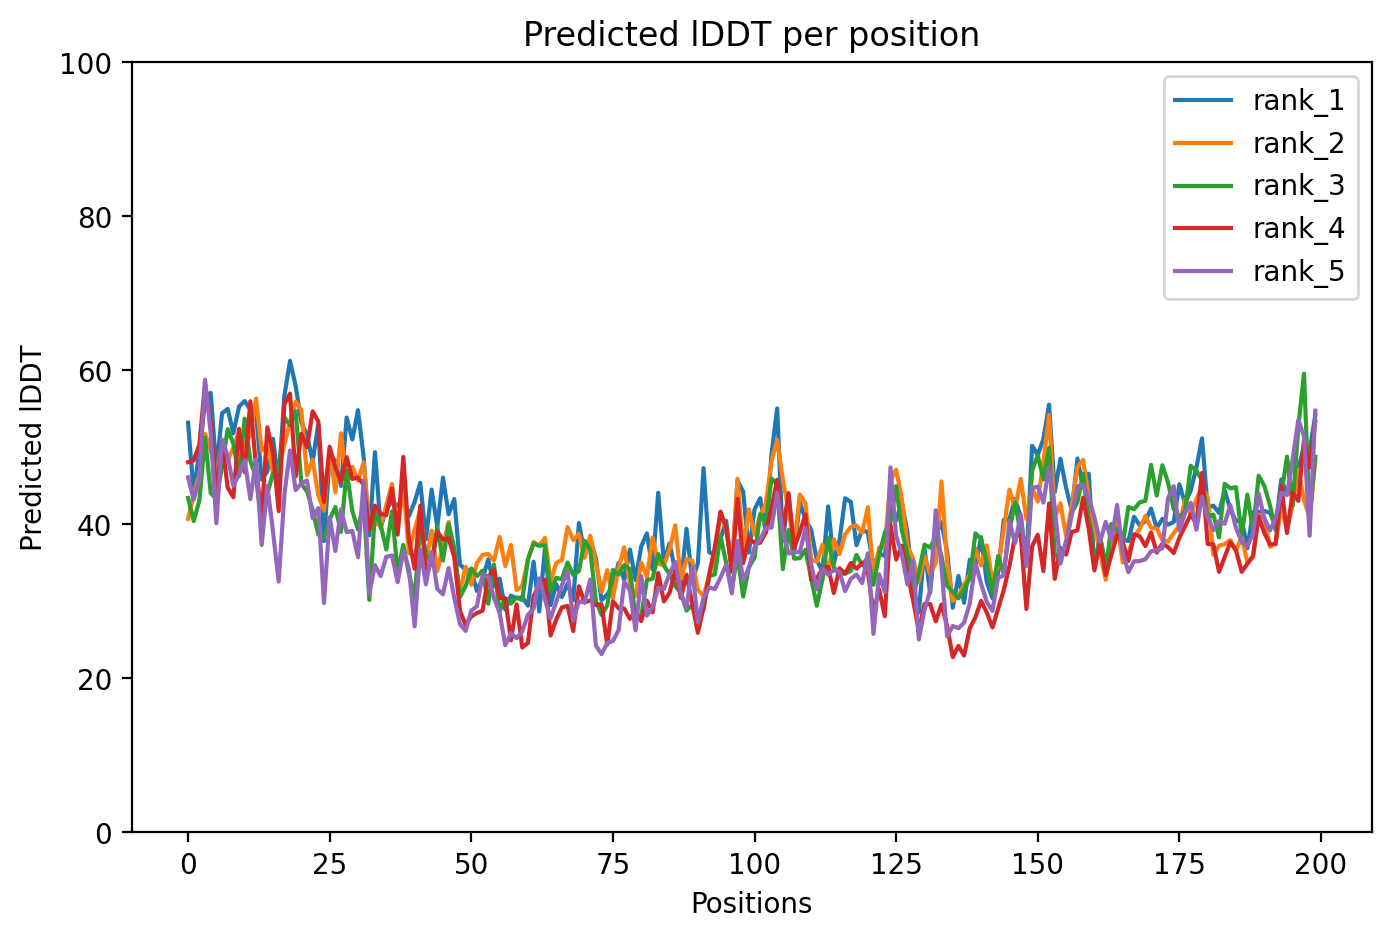 Predicted lDDT per position
100
80
60
40
20
0
Predicted lDDT
0 25 50 75 100 125 150 175 200
Positions
rank_1
rank_2
rank_3
rank_4
rank_5